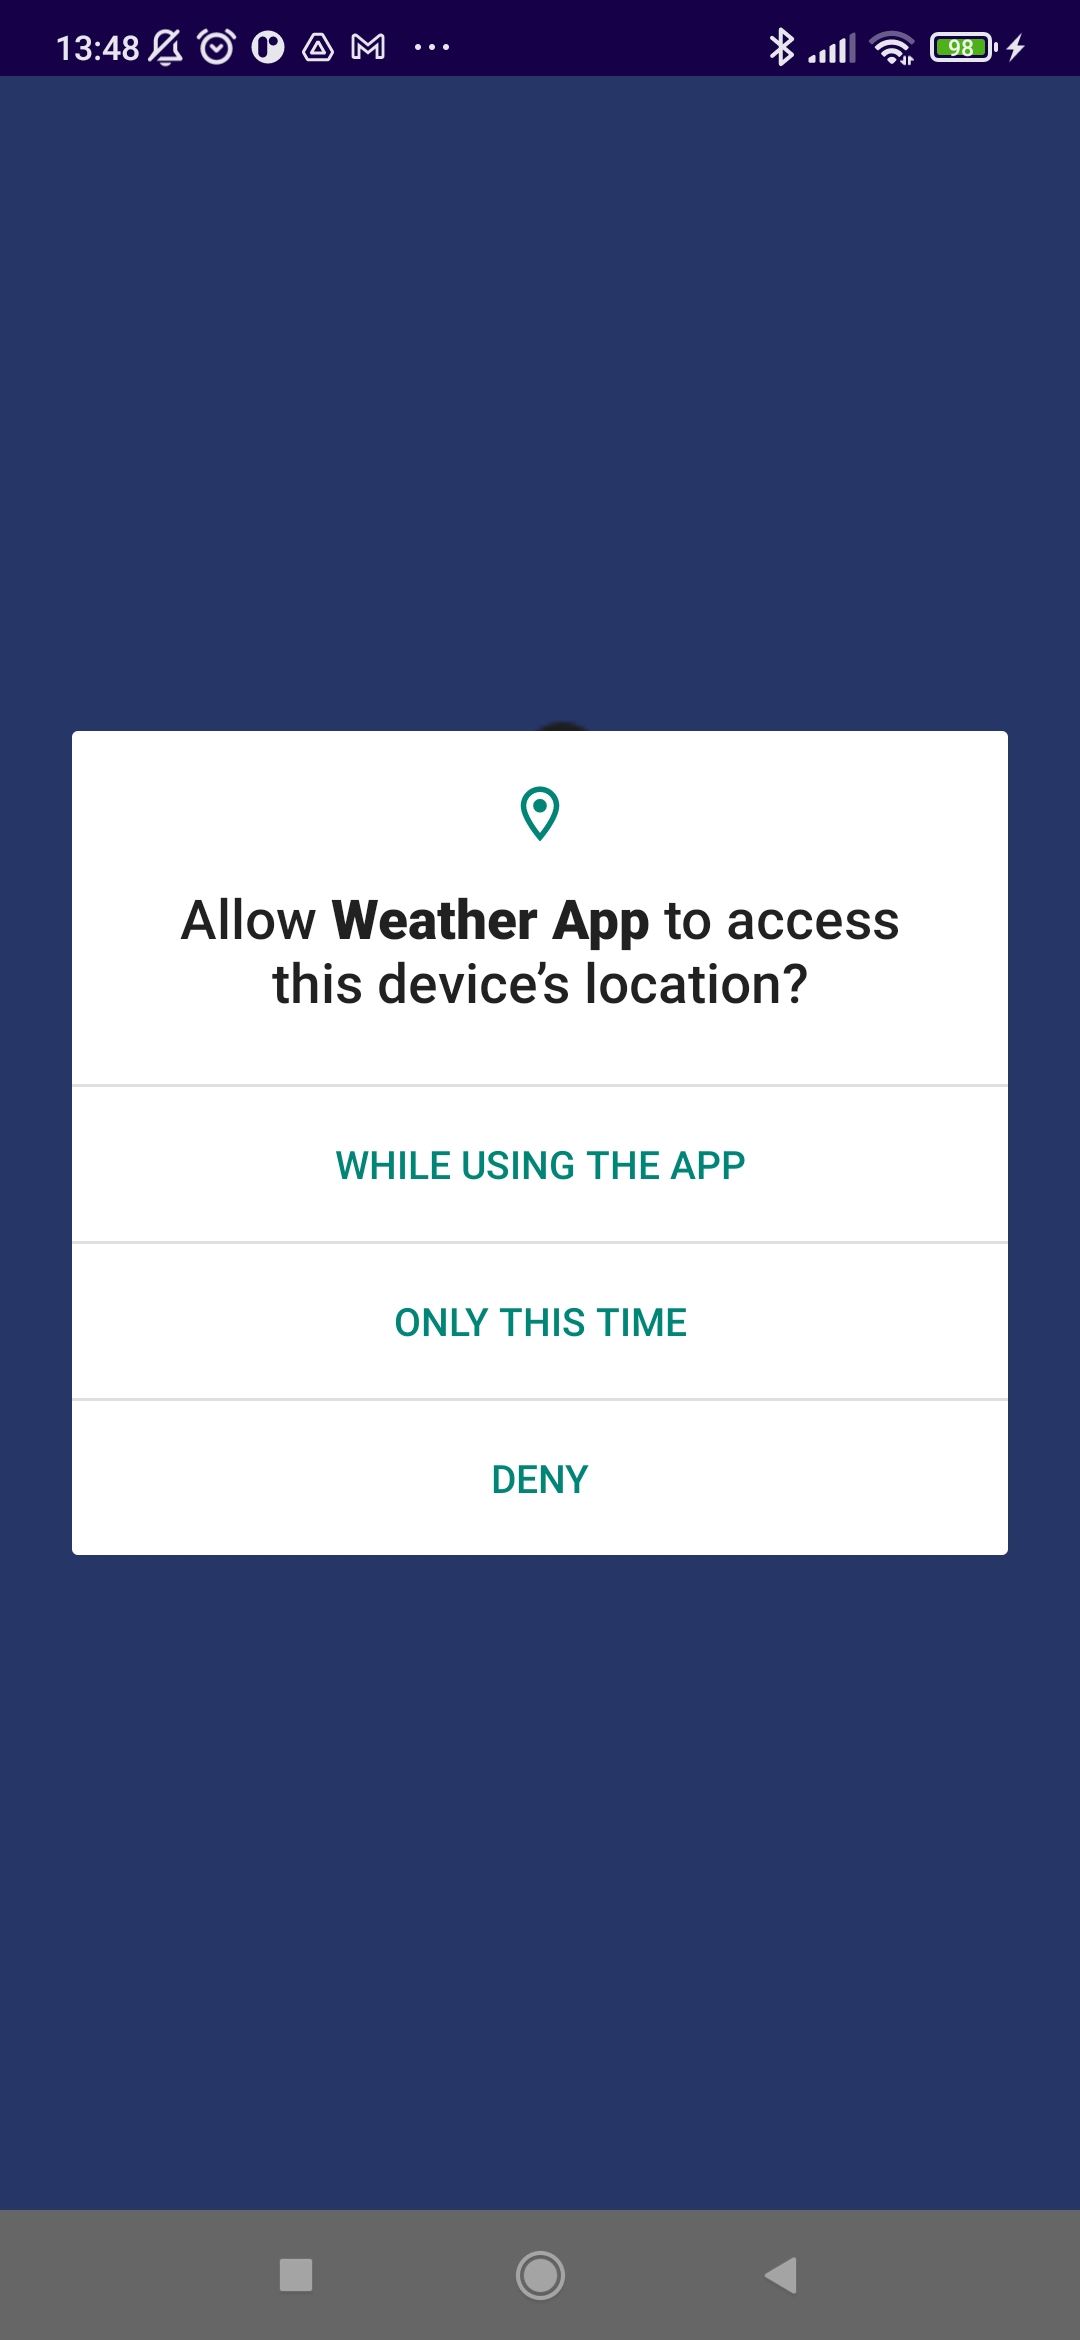 13:48
98
Allow Weather App to access
this device’s location?
WHILE USING THE APP
ONLY THIS TIME
DENY